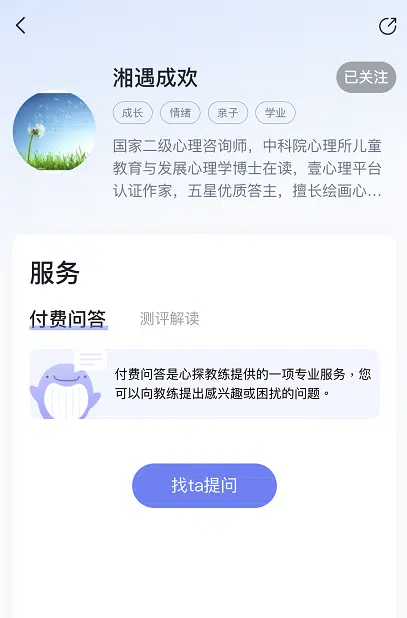 湘遇成欢
已关注
成长 情绪 亲子 学业
国家二级心理咨询师，中科院心理所儿童
教育与发展心理学博士在读，壹心理平台
认证作家，五星优质答主，擅长绘画心…
服务
付费问答 测评解读
付费问答是心探教练提供的一项专业服务，您
可以向教练提出感兴趣或困扰的问题。
找ta提问